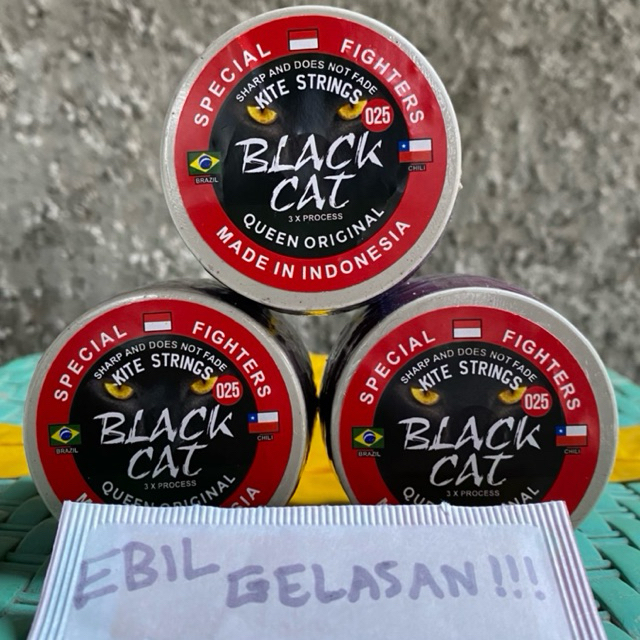 SPECIAL FIGHTERS
SHARP AND DOES NOT FADE
KITE STRINGS
025
BLACK
CAT
BRAZIL
CHILI
3 X PROCESS
QUEEN ORIGINAL
MADE IN INDONESIA
SPECIAL FIGHTERS
SHARP AND DOES NOT FADE
KITE STRINGS
025
BLACK
CAT
BRAZIL
CHILI
3 X PROCESS
QUEEN ORIGINAL
SPECIAL FIGHTERS
SHARP AND DOES NOT FADE
KITE STRINGS
025
BLACK
CAT
BRAZIL
CHILI
3 X PROCESS
QUEEN ORIGINAL
EBIL GELASAN!!!